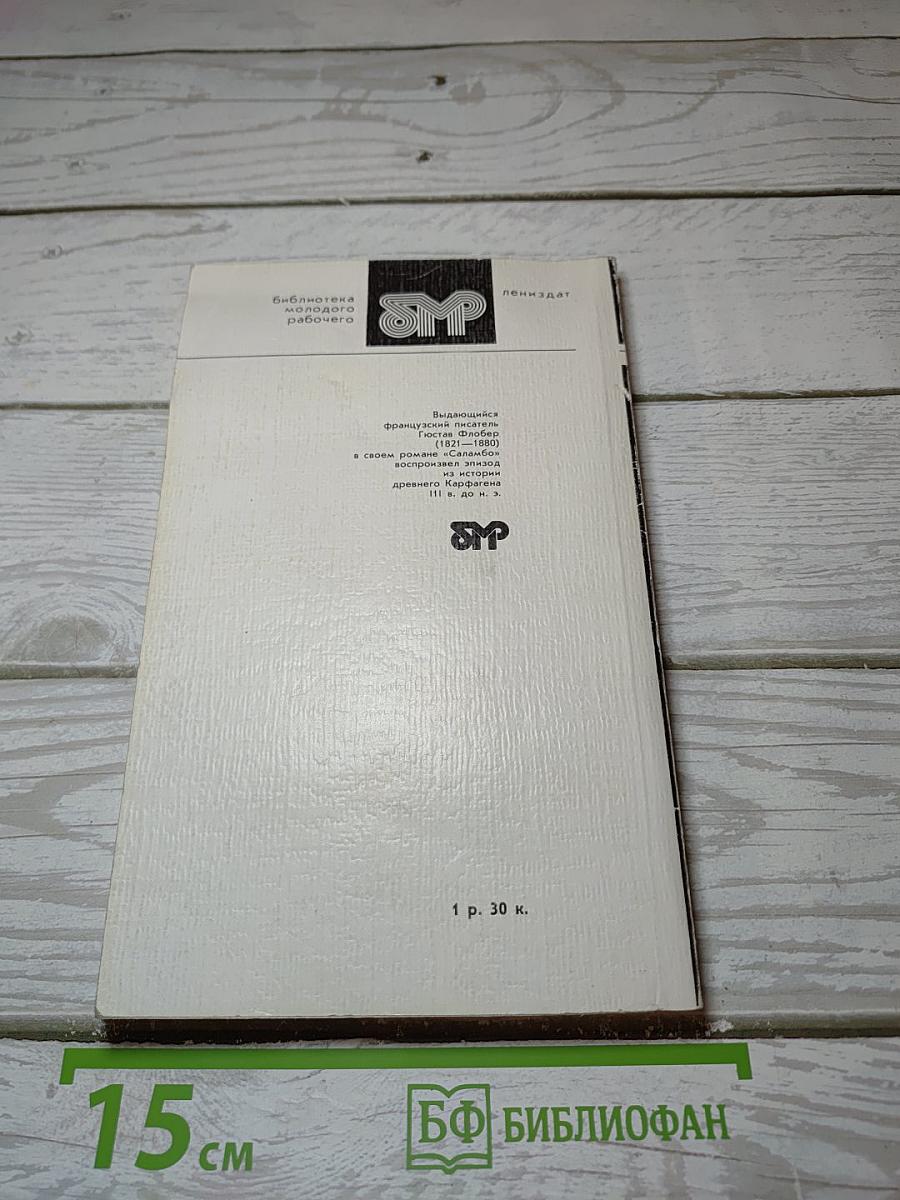 библиотека
молодого
рабочего
бмр
лениздат
Выдающийся
французский писатель
Гюстав Флобер
(1821—1880)
в своем романе «Саламбо»
воспроизвел эпизод
из истории
древнего Карфагена
III в. до н. э.
бмр
1 р. 30 к.
15 см
БФ БИБЛИОФАН